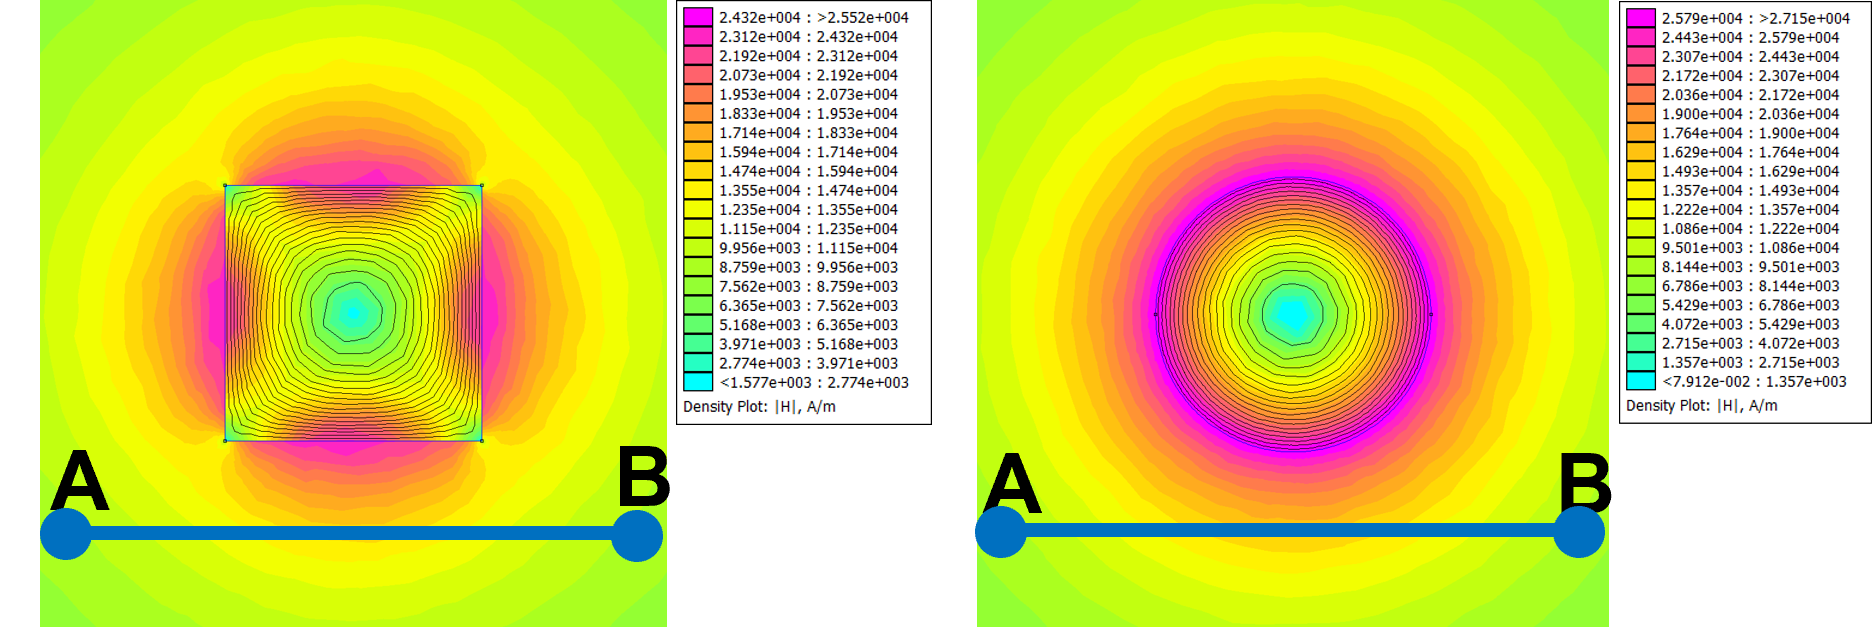 2.432e+004 : >2.552e+004
2.312e+004 : 2.432e+004
2.192e+004 : 2.312e+004
2.073e+004 : 2.192e+004
1.953e+004 : 2.073e+004
1.833e+004 : 1.953e+004
1.714e+004 : 1.833e+004
1.594e+004 : 1.714e+004
1.474e+004 : 1.594e+004
1.355e+004 : 1.474e+004
1.235e+004 : 1.355e+004
1.115e+004 : 1.235e+004
9.956e+003 : 1.115e+004
8.759e+003 : 9.956e+003
7.562e+003 : 8.759e+003
6.365e+003 : 7.562e+003
5.168e+003 : 6.365e+003
3.971e+003 : 5.168e+003
2.774e+003 : 3.971e+003
<1.577e+003 : 2.774e+003
Density Plot: |H|, A/m
A
B
2.579e+004 : >2.715e+004
2.443e+004 : 2.579e+004
2.307e+004 : 2.443e+004
2.172e+004 : 2.307e+004
2.036e+004 : 2.172e+004
1.900e+004 : 2.036e+004
1.764e+004 : 1.900e+004
1.629e+004 : 1.764e+004
1.493e+004 : 1.629e+004
1.357e+004 : 1.493e+004
1.222e+004 : 1.357e+004
1.086e+004 : 1.222e+004
9.501e+003 : 1.086e+004
8.144e+003 : 9.501e+003
6.786e+003 : 8.144e+003
5.429e+003 : 6.786e+003
4.072e+003 : 5.429e+003
2.715e+003 : 4.072e+003
1.357e+003 : 2.715e+003
<7.912e-002 : 1.357e+003
Density Plot: |H|, A/m
A
B